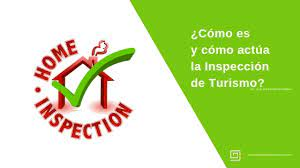 HOME
INSPECTION
¿Cómo es
y cómo actúa
la Inspección
de Turismo?